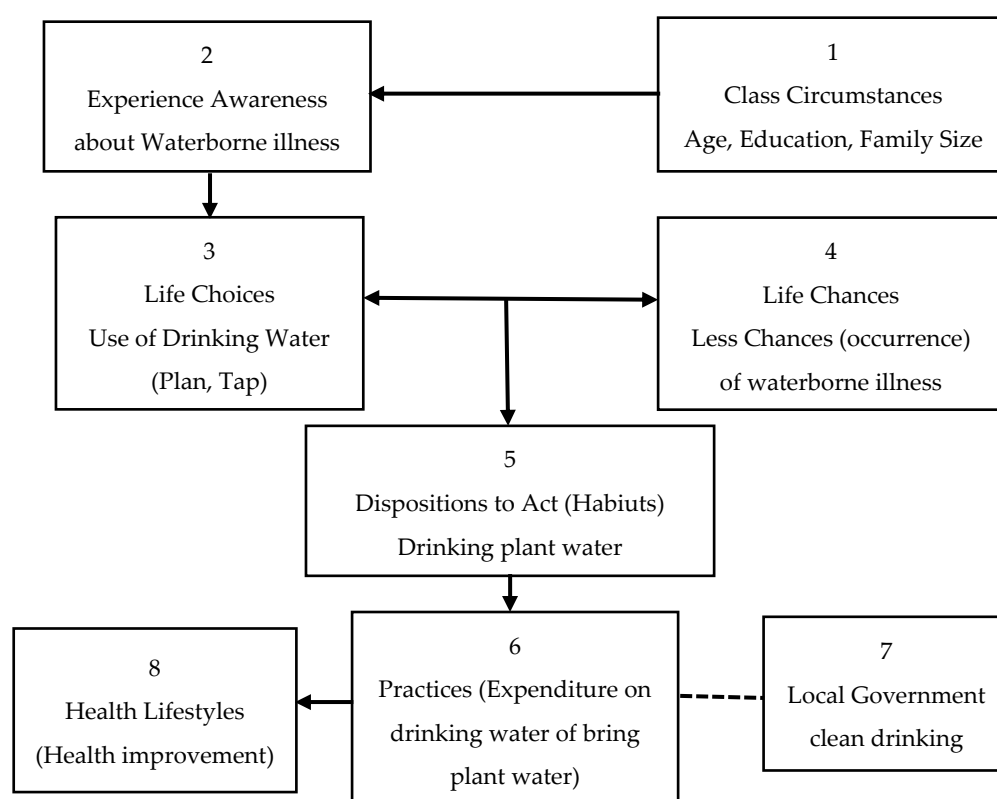 2
Experience Awareness
about Waterborne illness
1
Class Circumstances
Age, Education, Family Size
3
Life Choices
Use of Drinking Water
(Plan, Tap)
4
Life Chances
Less Chances (occurrence)
of waterborne illness
5
Dispositions to Act (Habiuts)
Drinking plant water
8
Health Lifestyles
(Health improvement)
6
Practices (Expenditure on
drinking water of bring
plant water)
7
Local Government
clean drinking